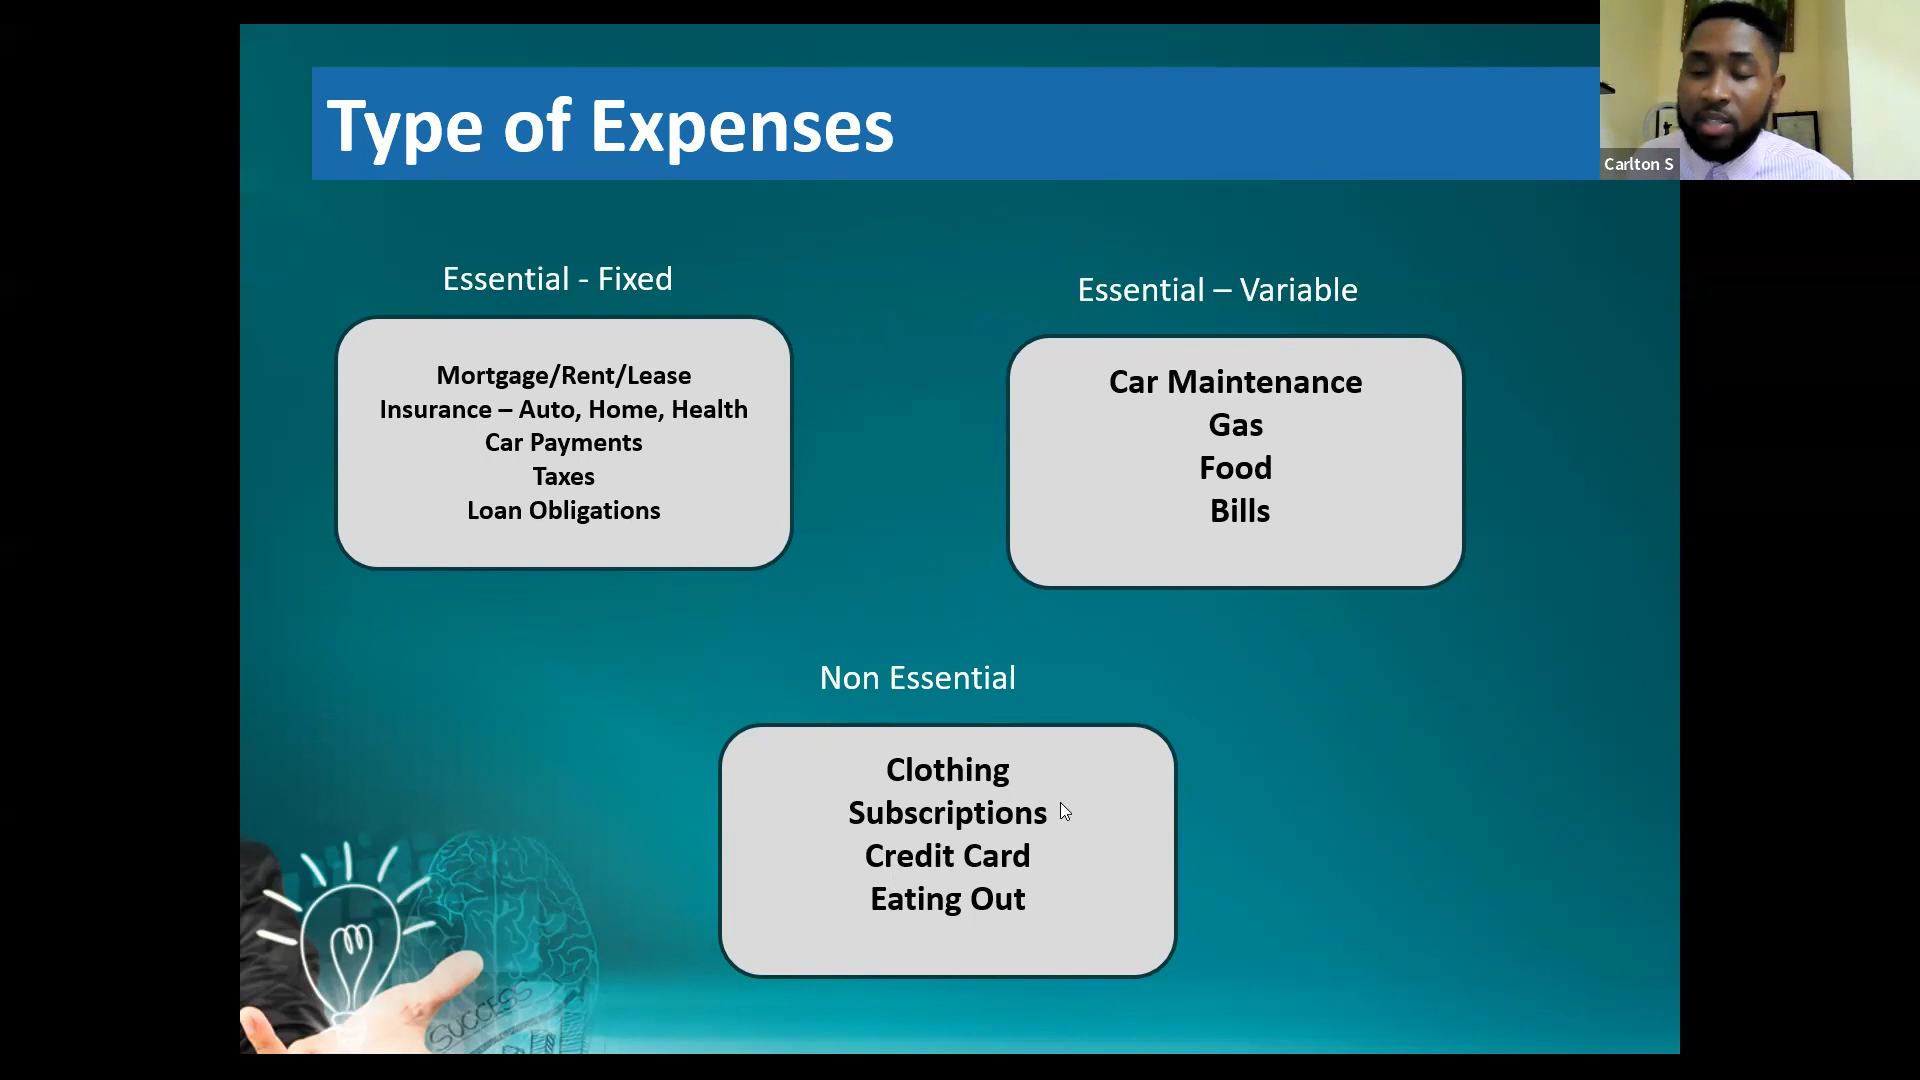 Type of Expenses
Carlton S
Essential - Fixed
Mortgage/Rent/Lease
Insurance – Auto, Home, Health
Car Payments
Taxes
Loan Obligations
Essential – Variable
Car Maintenance
Gas
Food
Bills
Non Essential
Clothing
Subscriptions
Credit Card
Eating Out
SUCCESS